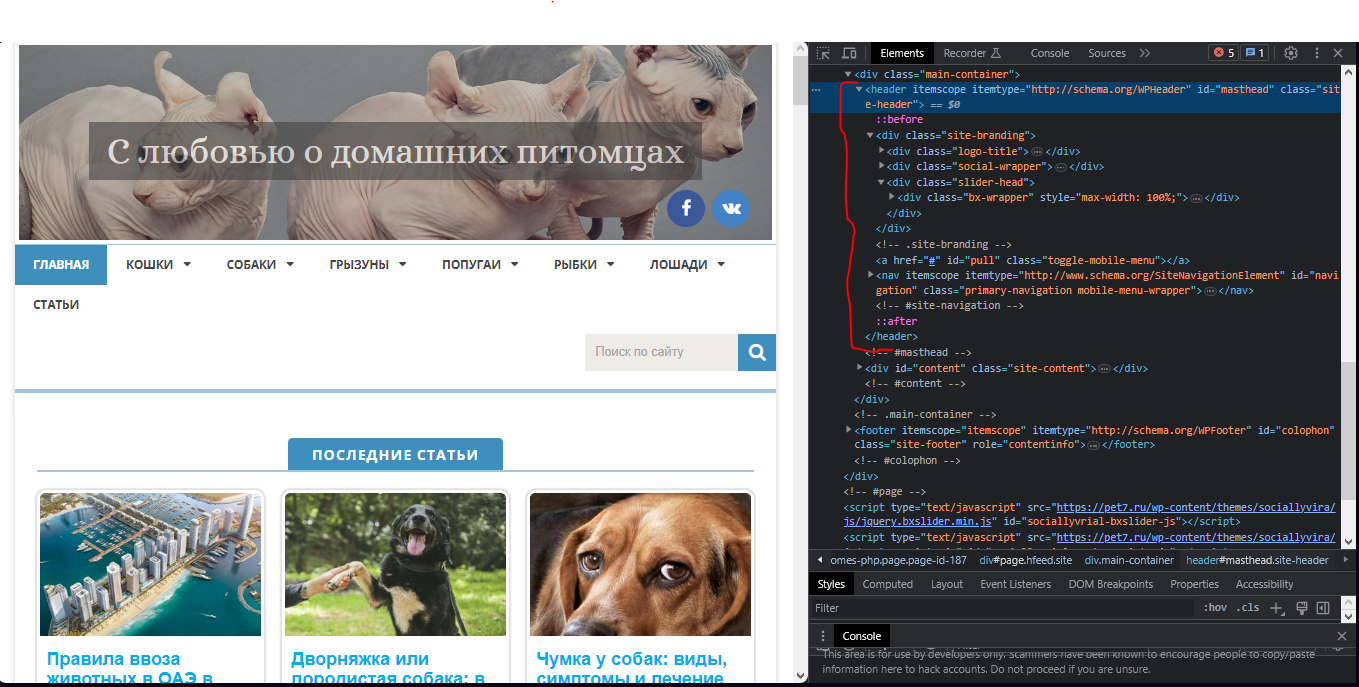 С любовью о домашних питомцах
ГЛАВНАЯ КОШКИ СОБАКИ ГРЫЗУНЫ ПОПУГАИ РЫБКИ ЛОШАДИ
СТАТЬИ
Поиск по сайту
ПОСЛЕДНИЕ СТАТЬИ
Правила ввоза
животных в ОАЭ в
Дворняжка или
породистая собака: в
Чумка у собак: виды,
симптомы и лечение
Elements Recorder Console Sources 5 1
<div class="main-container">
<header itemscope itemtype="http://schema.org/WPHeader" id="masthead" class="sit
e-header"> == $0
::before
<div class="site-branding">
<div class="logo-title"> … </div>
<div class="social-wrapper"> … </div>
<div class="slider-head">
<div class="bx-wrapper" style="max-width: 100%;"> … </div>
</div>
</div>
<!-- .site-branding -->
<a href="#" id="pull" class="toggle-mobile-menu"></a>
<nav itemscope itemtype="http://www.schema.org/SiteNavigationElement" id="navi
gation" class="primary-navigation mobile-menu-wrapper"> … </nav>
<!-- #site-navigation -->
::after
</header>
<!-- #masthead -->
<div id="content" class="site-content"> … </div>
<!-- #content -->
</div>
<!-- .main-container -->
<footer itemscope="itemscope" itemtype="http://schema.org/WPFooter" id="colophon"
class="site-footer" role="contentinfo"> … </footer>
<!-- #colophon -->
</div>
<!-- #page -->
<script type="text/javascript" src="https://pet7.ru/wp-content/themes/sociallyvira/
js/jquery.bxslider.min.js" id="sociallyvrial-bxslider-js"></script>
<script type="text/javascript" src="https://pet7.ru/wp-content/themes/sociallyvira/
omes-php.page.page-id-187 div#page.hfeed.site div.main-container header#masthead.site-header
Styles Computed Layout Event Listeners DOM Breakpoints Properties Accessibility
Filter :hov .cls
Console
This area is for use by developers only. Scammers have been known to encourage people to copy/paste
information here to hack accounts. Do not proceed if you are unsure.